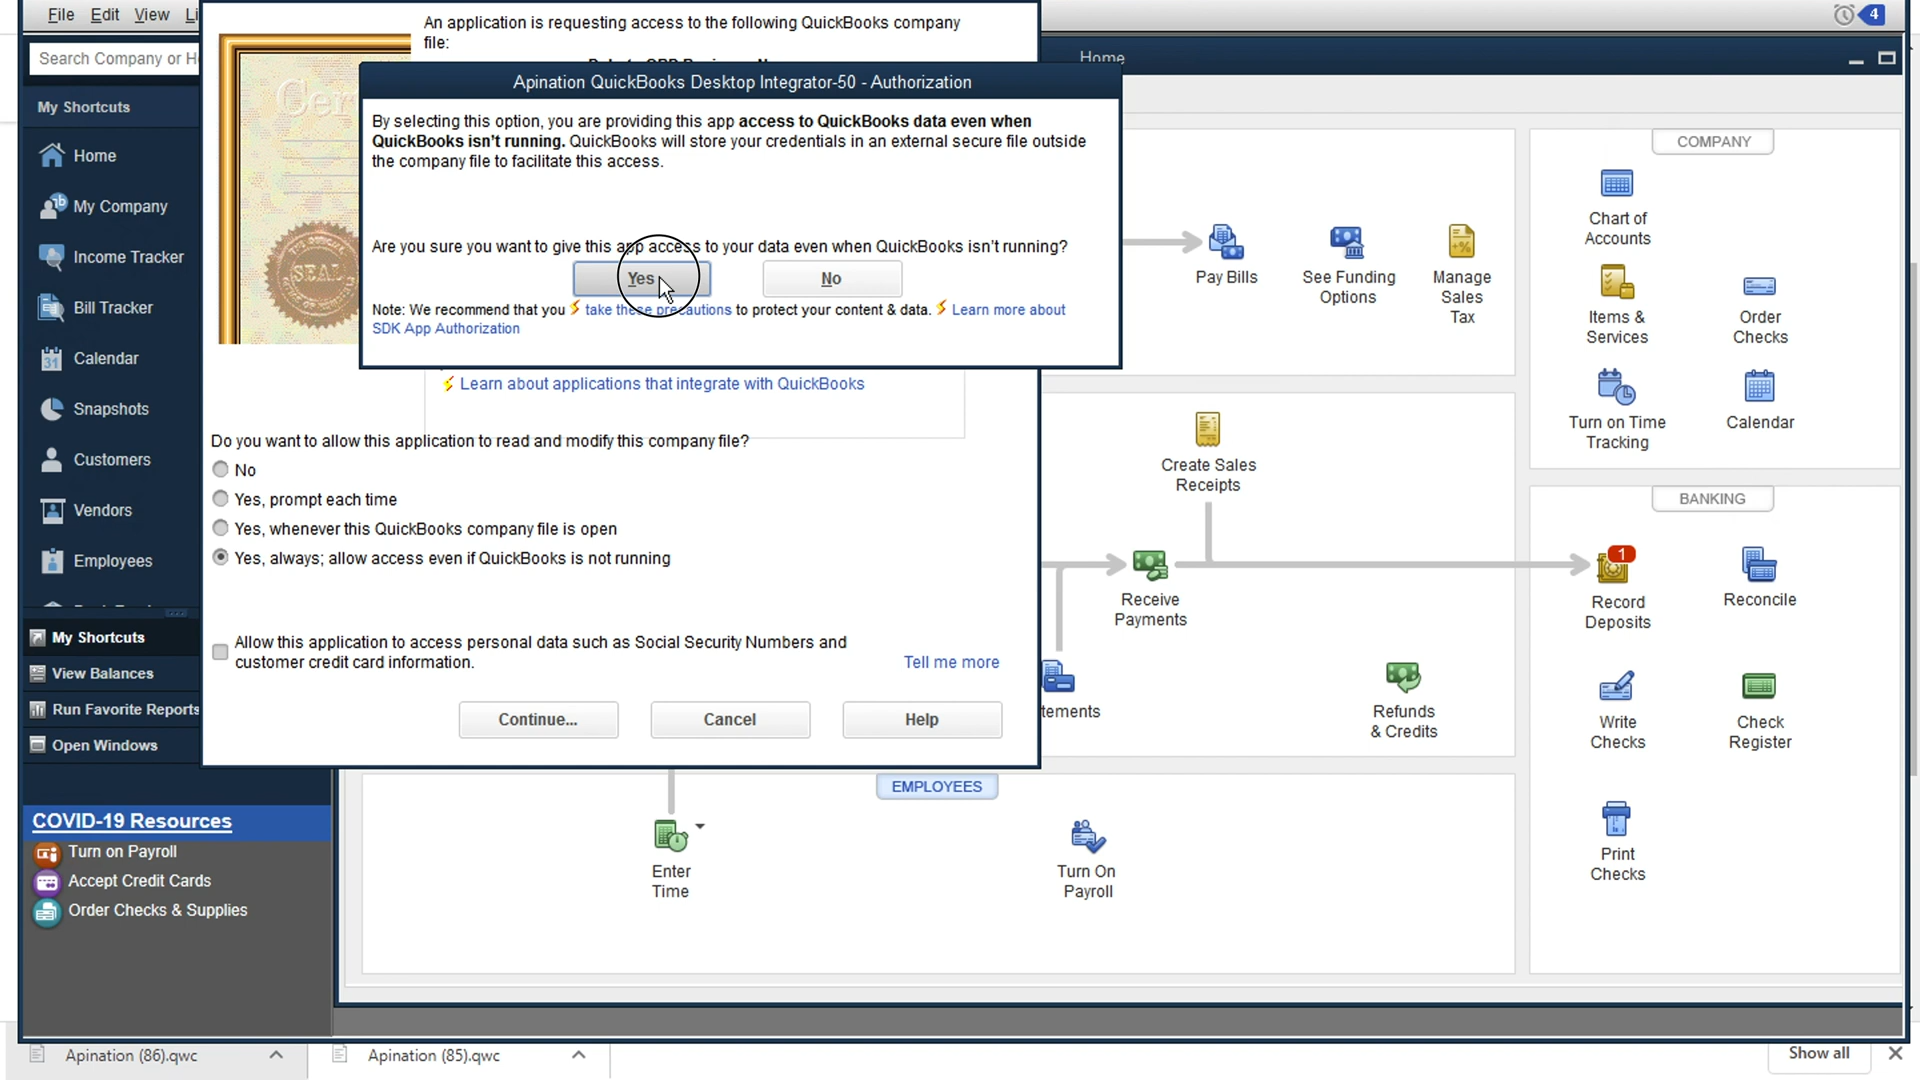 File Edit View Li
4
Search Company or H
My Shortcuts
Home
My Company
Income Tracker
Bill Tracker
Calendar
31
Snapshots
Customers
Vendors
Employees
My Shortcuts
View Balances
Run Favorite Reports
Open Windows
COVID-19 Resources
Turn on Payroll
Accept Credit Cards
Order Checks & Supplies
An application is requesting access to the following QuickBooks company
file:
Apination QuickBooks Desktop Integrator-50 - Authorization
By selecting this option, you are providing this app access to QuickBooks data even when
QuickBooks isn't running. QuickBooks will store your credentials in an external secure file outside
the company file to facilitate this access.
Are you sure you want to give this app access to your data even when QuickBooks isn't running?
Yes
No
Note: We recommend that you take these precautions to protect your content & data. Learn more about
SDK App Authorization
SEAL
Learn about applications that integrate with QuickBooks
Do you want to allow this application to read and modify this company file?
No
Yes, prompt each time
Yes, whenever this QuickBooks company file is open
Yes, always; allow access even if QuickBooks is not running
Allow this application to access personal data such as Social Security Numbers and
customer credit card information.
Tell me more
Continue...
Cancel
Help
Home
Pay Bills
See Funding
Options
Manage
Sales
Tax
Create Sales
Receipts
Receive
Payments
tements
Refunds
& Credits
EMPLOYEES
Enter
Time
Turn On
Payroll
COMPANY
Chart of
Accounts
Items &
Services
Order
Checks
Turn on Time
Tracking
Calendar
BANKING
1
Record
Deposits
Reconcile
Write
Checks
Check
Register
Print
Checks
Apination (86).qwc
Apination (85).qwc
Show all